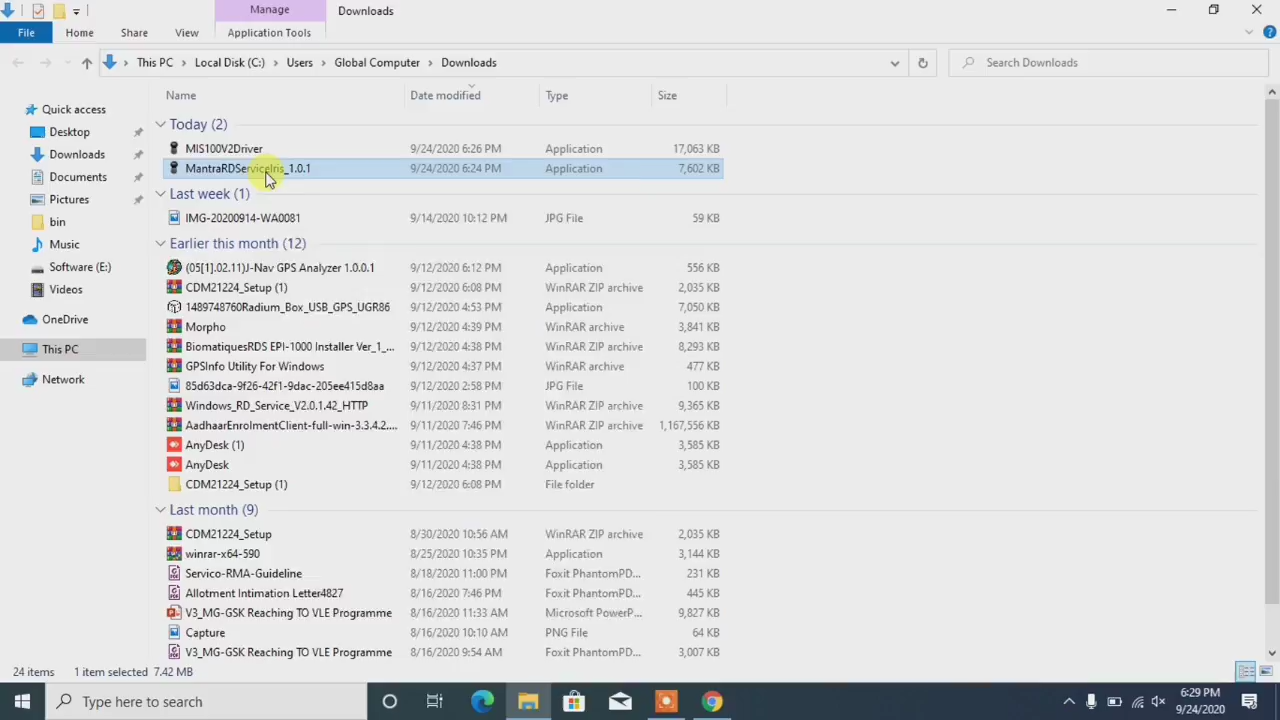 Manage
Downloads
File
Home
Share
View
Application Tools
This PC
Local Disk (C:)
Users
Global Computer
Downloads
Search Downloads
Name
Date modified
Type
Size
Quick access
Desktop
Downloads
Documents
Pictures
bin
Music
Software (E:)
Videos
OneDrive
This PC
Network
Today (2)
MIS100V2Driver 9/24/2020 6:26 PM Application 17,063 KB
MantraRDServiceIris_1.0.1 9/24/2020 6:24 PM Application 7,602 KB
Last week (1)
IMG-20200914-WA0081 9/14/2020 10:12 PM JPG File 59 KB
Earlier this month (12)
(05[1].02.11)J-Nav GPS Analyzer 1.0.0.1 9/12/2020 6:12 PM Application 556 KB
CDM21224_Setup (1) 9/12/2020 6:08 PM WinRAR ZIP archive 2,035 KB
1489748760Radium_Box_USB_GPS_UGR86 9/12/2020 4:53 PM Application 7,050 KB
Morpho 9/12/2020 4:39 PM WinRAR archive 3,841 KB
BiomatiquesRDS EPI-1000 Installer Ver_1_... 9/12/2020 4:38 PM WinRAR ZIP archive 8,293 KB
GPSInfo Utility For Windows 9/12/2020 4:37 PM WinRAR archive 477 KB
85d63dca-9f26-42f1-9dac-205ee415d8aa 9/12/2020 2:58 PM JPG File 100 KB
Windows_RD_Service_V2.0.1.42_HTTP 9/11/2020 8:31 PM WinRAR ZIP archive 9,365 KB
AadhaarEnrolmentClient-full-win-3.3.4.2.... 9/11/2020 7:46 PM WinRAR ZIP archive 1,167,556 KB
AnyDesk (1) 9/11/2020 4:38 PM Application 3,585 KB
AnyDesk 9/11/2020 4:38 PM Application 3,585 KB
CDM21224_Setup (1) 9/12/2020 6:08 PM File folder
Last month (9)
CDM21224_Setup 8/30/2020 10:56 AM WinRAR ZIP archive 2,035 KB
winrar-x64-590 8/25/2020 10:35 PM Application 3,144 KB
Servico-RMA-Guideline 8/18/2020 11:00 PM Foxit PhantomPD... 231 KB
Allotment Intimation Letter4827 8/16/2020 7:46 PM Foxit PhantomPD... 445 KB
V3_MG-GSK Reaching TO VLE Programme 8/16/2020 11:33 AM Microsoft PowerP... 9,827 KB
Capture 8/16/2020 10:10 AM PNG File 64 KB
V3_MG-GSK Reaching TO VLE Programme 8/16/2020 9:54 AM Foxit PhantomPD... 3,007 KB
24 items 1 item selected 7.42 MB
Type here to search
6:29 PM
9/24/2020